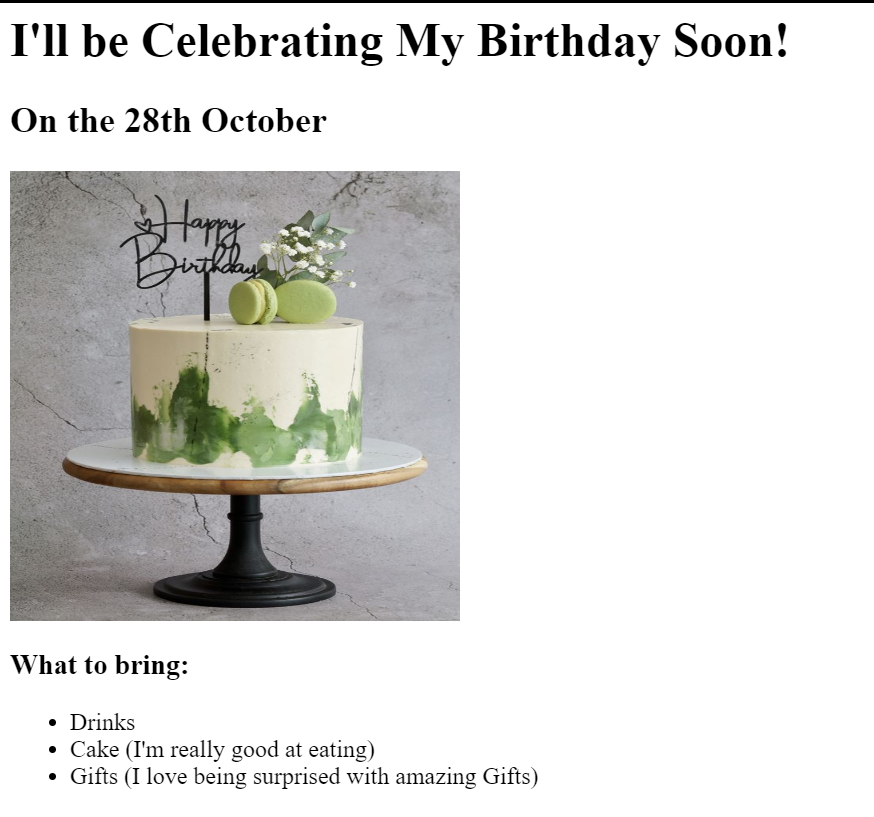 I'll be Celebrating My Birthday Soon!
On the 28th October
Happy
Birthday
What to bring:
Drinks
Cake (I'm really good at eating)
Gifts (I love being surprised with amazing Gifts)